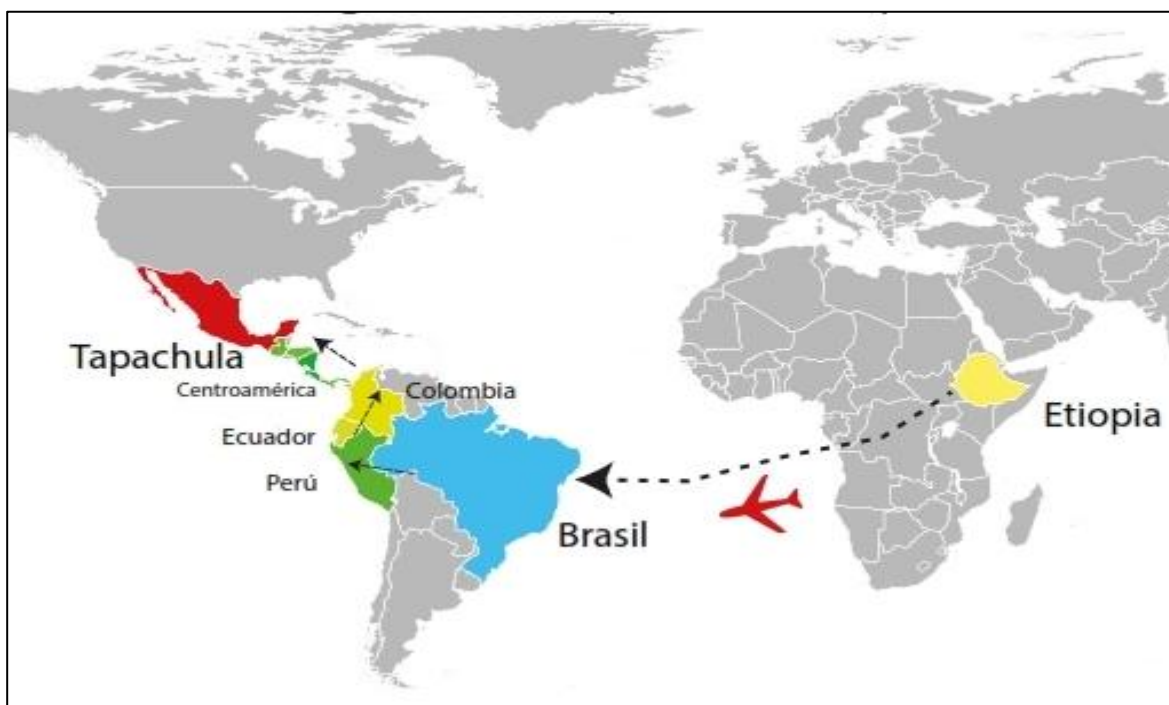 Tapachula
Centroamérica
Colombia
Ecuador
Perú
Etiopia
Brasil